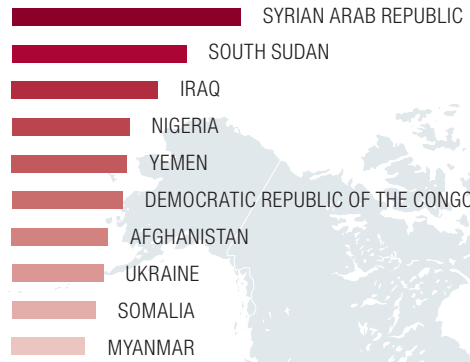 SYRIAN ARAB REPUBLIC
SOUTH SUDAN
IRAQ
NIGERIA
YEMEN
DEMOCRATIC REPUBLIC OF THE CONGO
AFGHANISTAN
UKRAINE
SOMALIA
MYANMAR